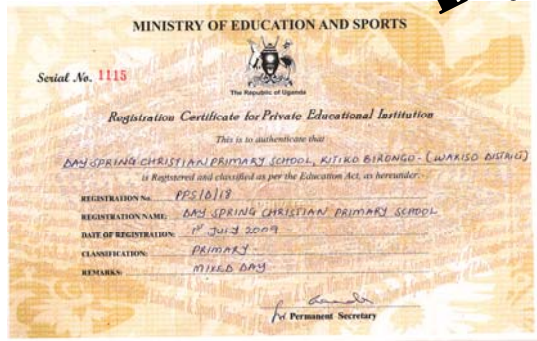 MINISTRY OF EDUCATION AND SPORTS
Serial No. 1115
The Republic of Uganda
Registration Certificate for Private Educational Institution
This is to authenticate that
DAY SPRING CHRISTIAN PRIMARY SCHOOL, KITIKO BIRONGO - (WAKISO DISTRICT)
is Registered and classified as per the Education Act, as hereunder:-
REGISTRATION No. PPS/D/18
REGISTRATION NAME: DAY SPRING CHRISTIAN PRIMARY SCHOOL
DATE OF REGISTRATION: 1st JULY 2009
CLASSIFICATION: PRIMARY
REMARKS: MIXED DAY
Permanent Secretary